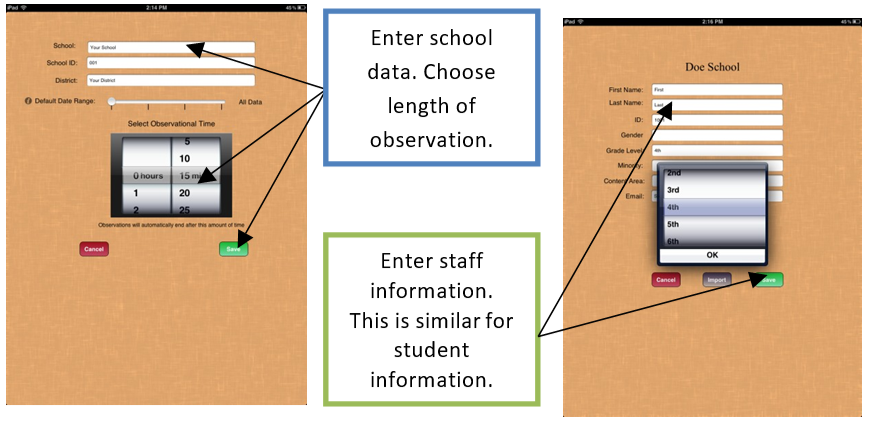 iPad 2:14 PM 45%
School: Your School
School ID: 001
District: Your District
Default Date Range: All Data
Select Observational Time
5
10
0 hours 15
1 20
2 25
Observations will automatically end after this amount of time
Cancel Save
Enter school
data. Choose
length of
observation.
Enter staff
information.
This is similar for
student
information.
iPad 2:16 PM 45%
Doe School
First Name: First
Last Name: Last
ID:
Gender
Grade Level: 4th
Minority:
Content Area:
Email:
2nd
3rd
4th
5th
6th
OK
Cancel Import Save